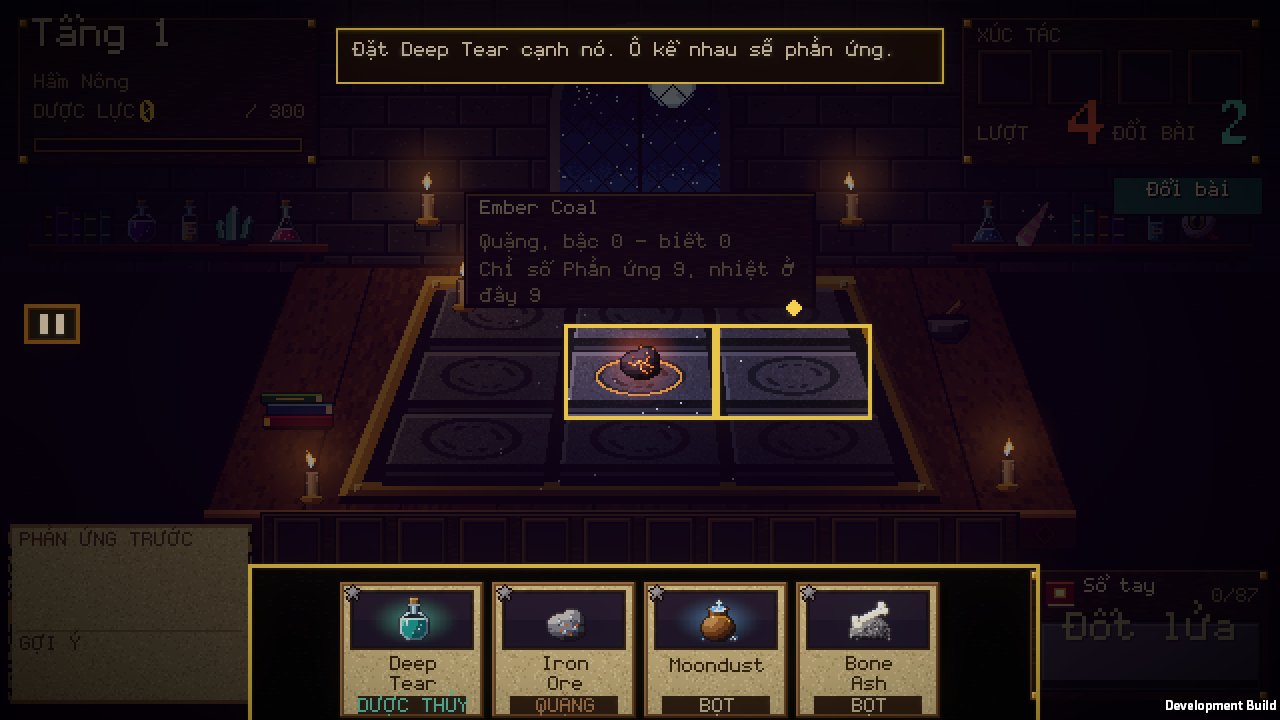 Tầng 1
Hầm Nông
DƯỢC LỰC 0 / 300
Đặt Deep Tear cạnh nó. Ô kề nhau sẽ phản ứng.
XÚC TÁC
LƯỢT 4 ĐỔI BÀI 2
Đổi bài
Ember Coal
Quặng, bậc 0 - biết 0
Chỉ số Phản ứng 9, nhiệt ở
đây 9
PHẢN ỨNG TRƯỚC
GỢI Ý
Deep
Tear
DƯỢC THỦY
Iron
Ore
QUẶNG
Moondust
BỘT
Bone
Ash
BỘT
Sổ tay
0/87
Đốt lửa
Development Build